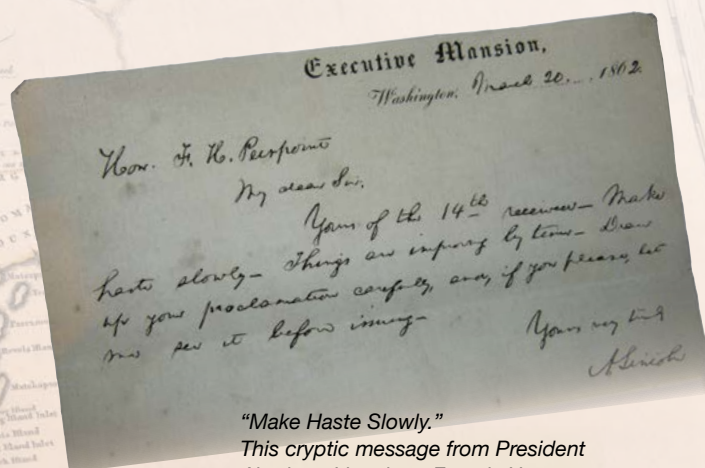 Executive Mansion,
Washington, March 20, 1862.
Hon. F. H. Peirpoint
My dear Sir.
Yours of the 14th received— Make
haste slowly— Things are improving by time— Draw
up your proclamation carefully, and, if you please, let
me see it before issuing—
Yours very truly
A Lincoln
“Make Haste Slowly.”
This cryptic message from President